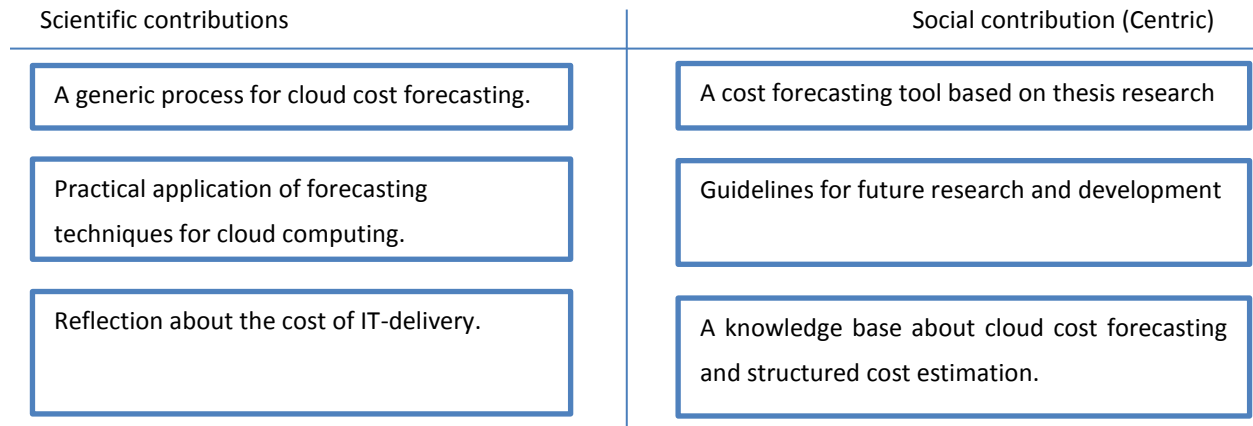 Scientific contributions
Social contribution (Centric)
A generic process for cloud cost forecasting.
A cost forecasting tool based on thesis research
Practical application of forecasting
techniques for cloud computing.
Guidelines for future research and development
Reflection about the cost of IT-delivery.
A knowledge base about cloud cost forecasting
and structured cost estimation.